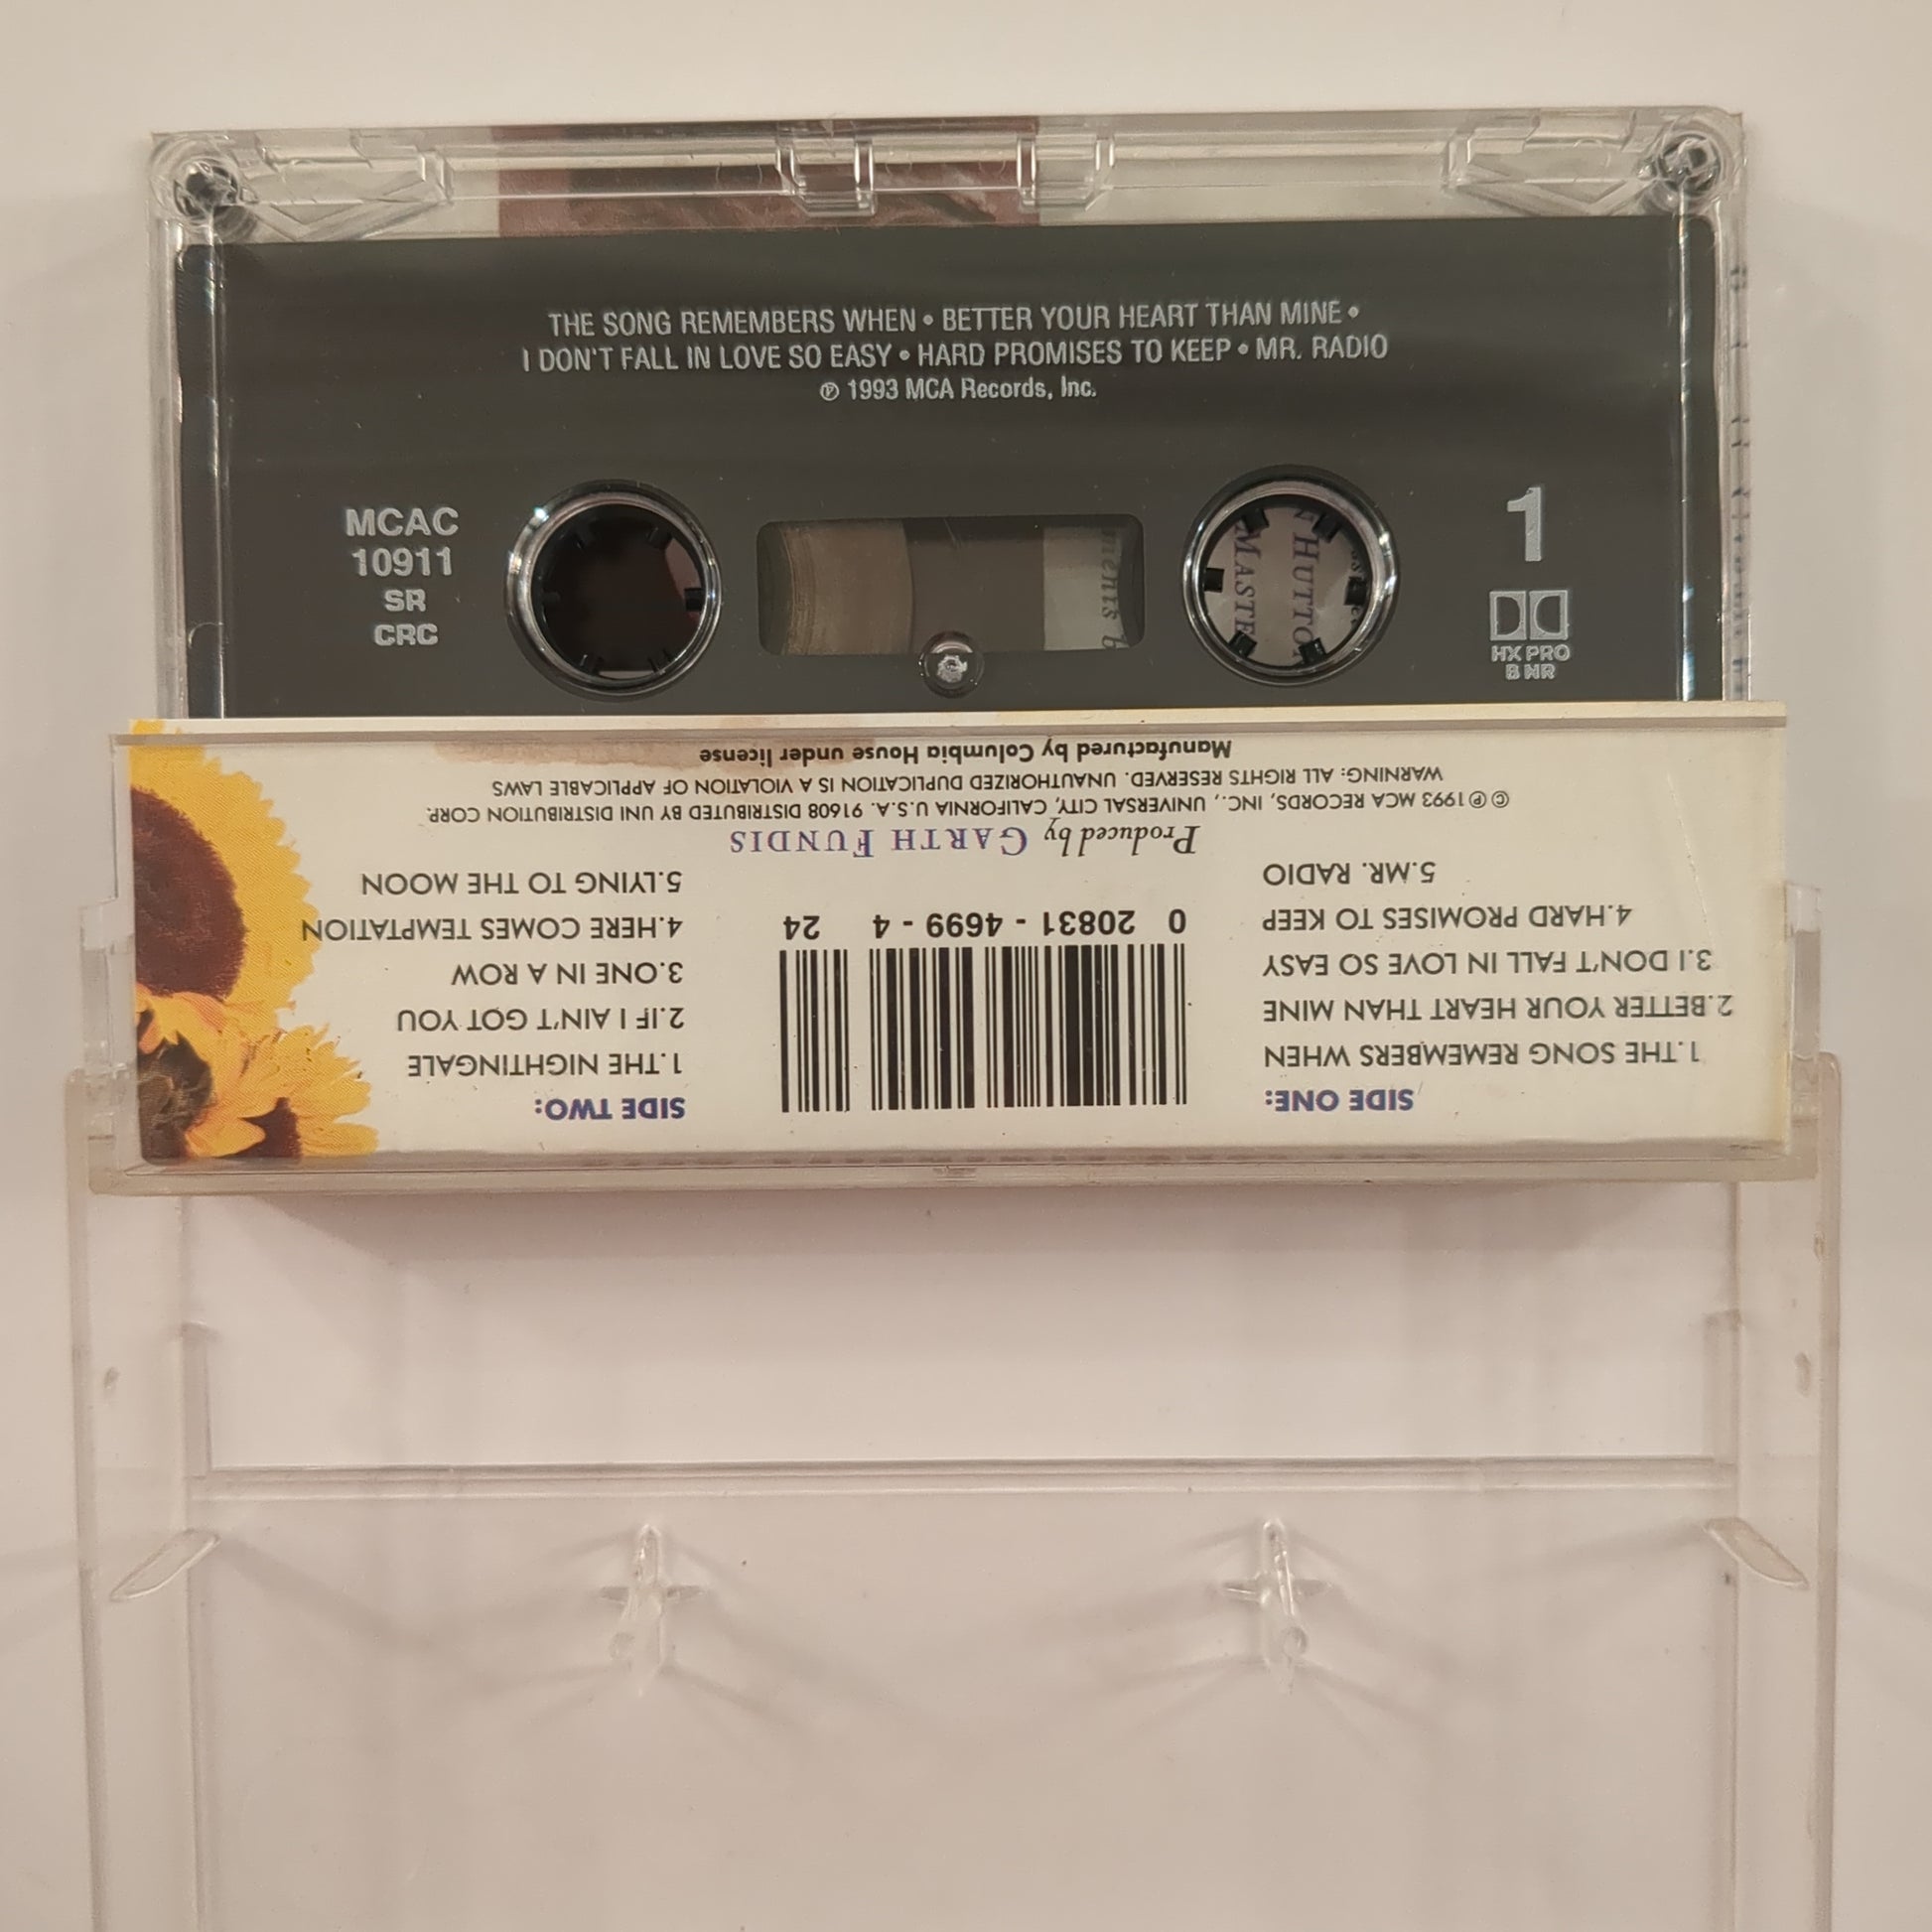 THE SONG REMEMBERS WHEN • BETTER YOUR HEART THAN MINE •
I DON'T FALL IN LOVE SO EASY • HARD PROMISES TO KEEP • MR. RADIO
℗ 1993 MCA Records, Inc.
MCAC
10911
SR
CRC
ments b
HUTTO
MASTE
1
HX PRO
B NR
SIDE ONE:
1.THE SONG REMEMBERS WHEN
2.BETTER YOUR HEART THAN MINE
3.I DON'T FALL IN LOVE SO EASY
4.HARD PROMISES TO KEEP
5.MR. RADIO
0 20831 - 4699 - 4 24
SIDE TWO:
1.THE NIGHTINGALE
2.IF I AIN'T GOT YOU
3.ONE IN A ROW
4.HERE COMES TEMPTATION
5.LYING TO THE MOON
Produced by GARTH FUNDIS
©℗1993 MCA RECORDS, INC., UNIVERSAL CITY, CALIFORNIA U.S.A. 91608 DISTRIBUTED BY UNI DISTRIBUTION CORP.
WARNING: ALL RIGHTS RESERVED. UNAUTHORIZED DUPLICATION IS A VIOLATION OF APPLICABLE LAWS
Manufactured by Columbia House under license